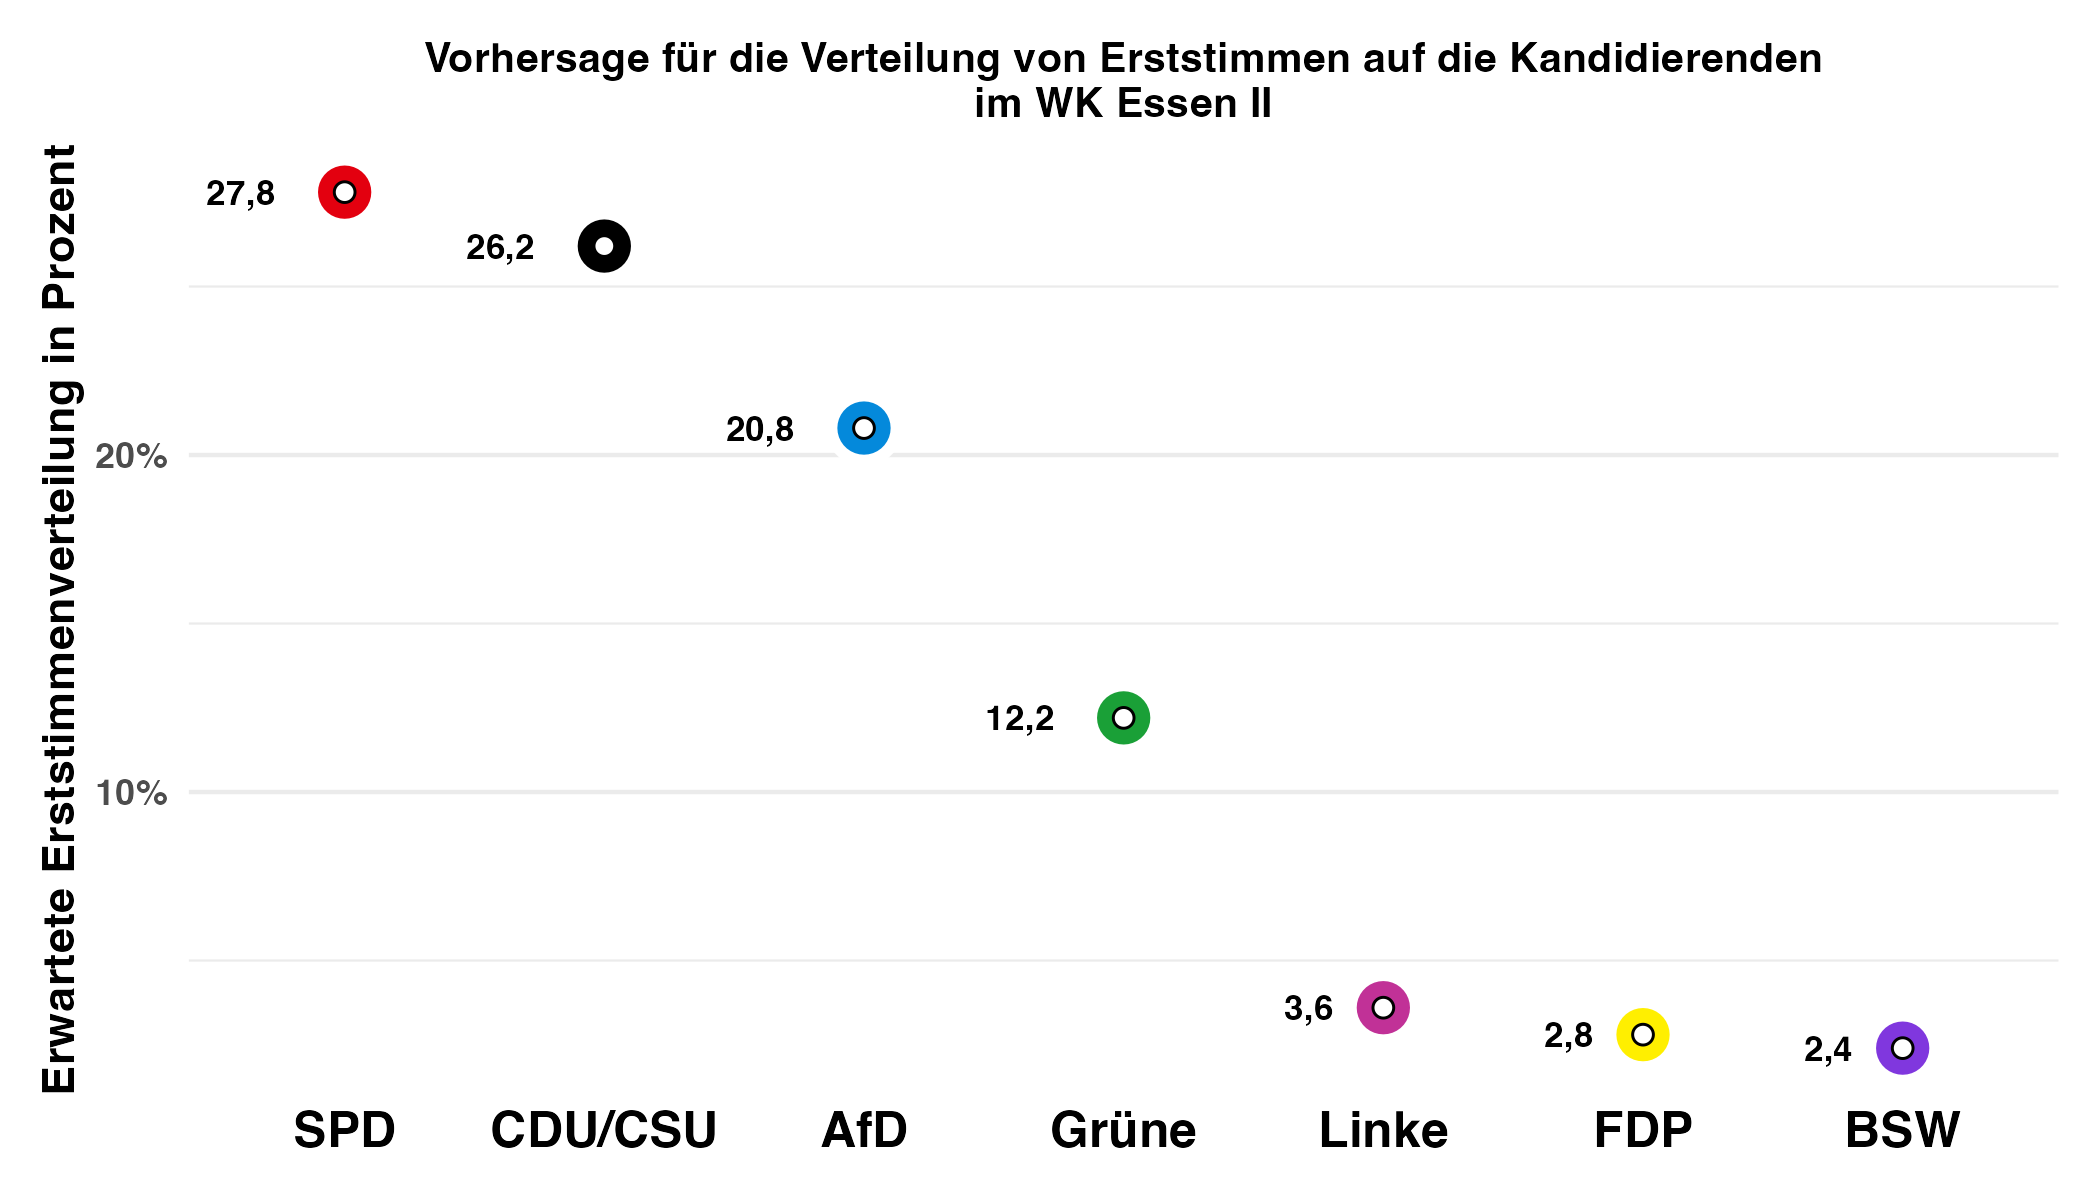 Vorhersage für die Verteilung von Erststimmen auf die Kandidierenden
im WK Essen II
Erwartete Erststimmenverteilung in Prozent
20%
10%
27,8
26,2
20,8
12,2
3,6
2,8
2,4
SPD
CDU/CSU
AfD
Grüne
Linke
FDP
BSW